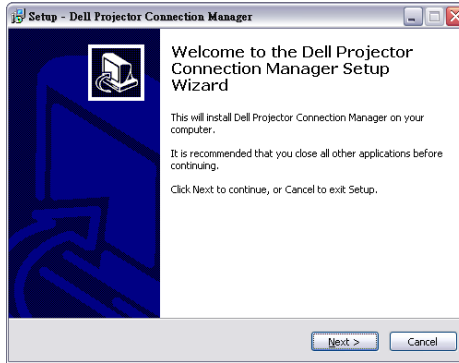 Setup - Dell Projector Connection Manager
Welcome to the Dell Projector
Connection Manager Setup
Wizard
This will install Dell Projector Connection Manager on your
computer.
It is recommended that you close all other applications before
continuing.
Click Next to continue, or Cancel to exit Setup.
Next > Cancel